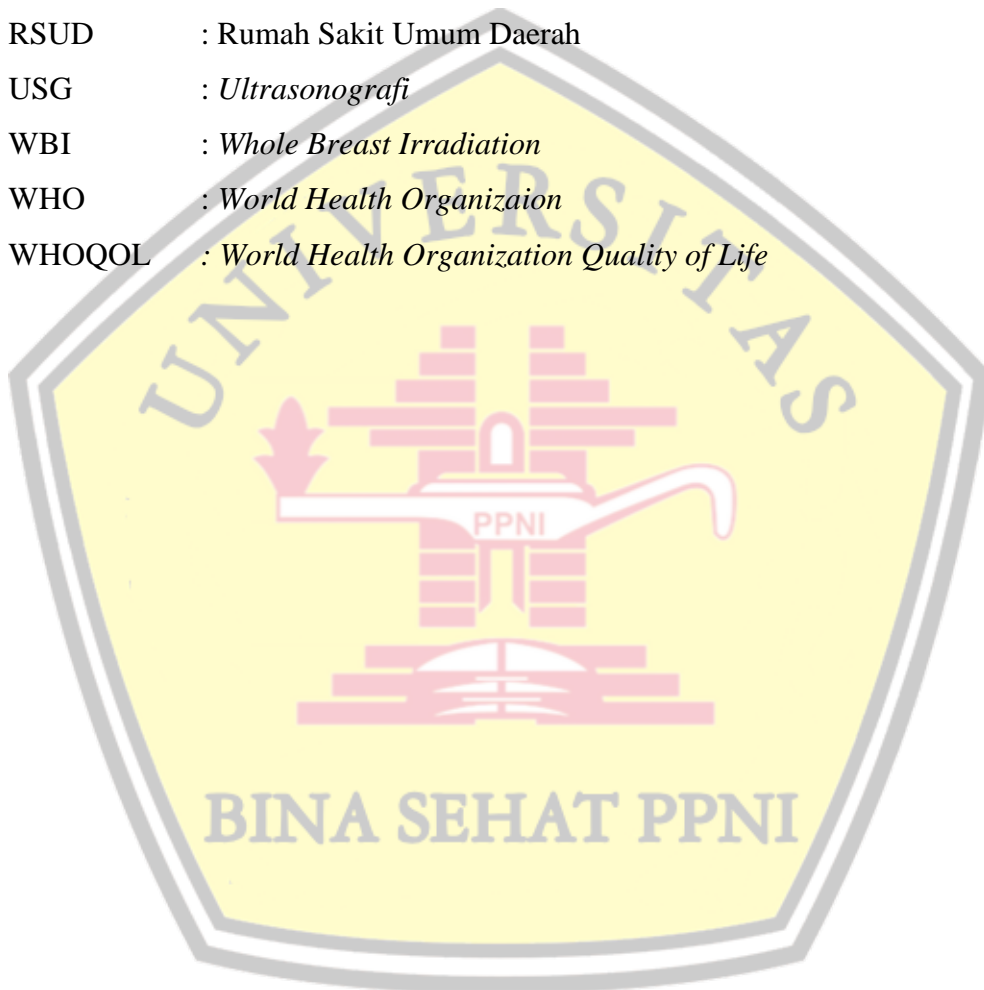 RSUD : Rumah Sakit Umum Daerah
USG : Ultrasonografi
WBI : Whole Breast Irradiation
WHO : World Health Organizaion
WHOQOL : World Health Organization Quality of Life
UNIVERSITAS
PPNI
BINA SEHAT PPNI